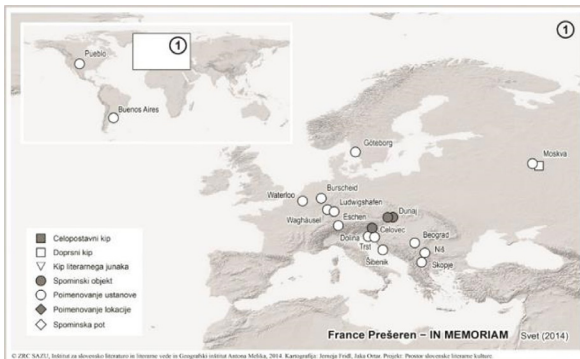 1
1
Pueblo
Buenos Aires
Göteborg
Moskva
Burscheid
Waterloo
Ludwigshafen
Waghäusel
Eschen
Dunaj
Dolina
Celovec
Trst
Beograd
Šibenik
Niš
Skopje
Celopostavni kip
Doprsni kip
Kip literarnega junaka
Spominski objekt
Poimenovanje ustanove
Poimenovanje lokacije
Spominska pot
France Prešeren – IN MEMORIAM Svet (2014)
© ZRC SAZU, Inštitut za slovensko literaturo in literarne vede in Geografski inštitut Antona Melika, 2014. Kartografija: Jerneja Fridl, Jaka Ortar. Projekt: Prostor slovenske literarne kulture.